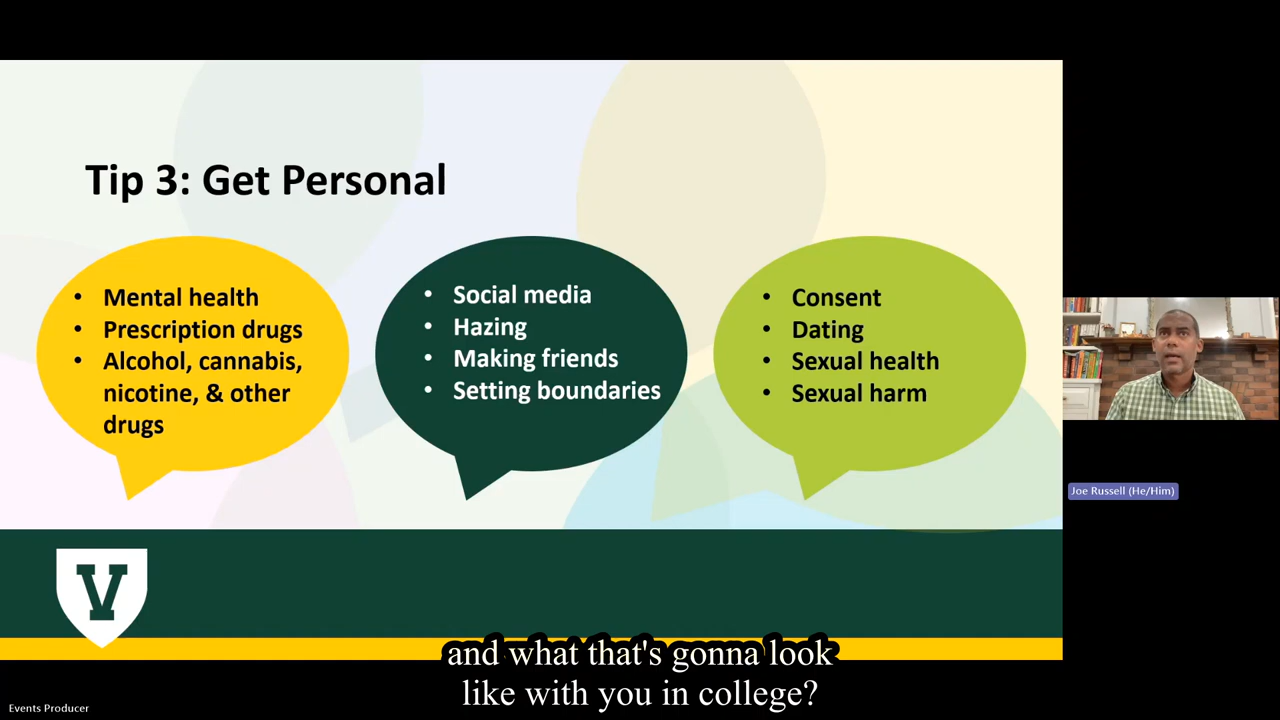 Tip 3: Get Personal
• Mental health
• Prescription drugs
• Alcohol, cannabis,
nicotine, & other
drugs
• Social media
• Hazing
• Making friends
• Setting boundaries
• Consent
• Dating
• Sexual health
• Sexual harm
Joe Russell (He/Him)
V
and what that's gonna look
like with you in college?
Events Producer